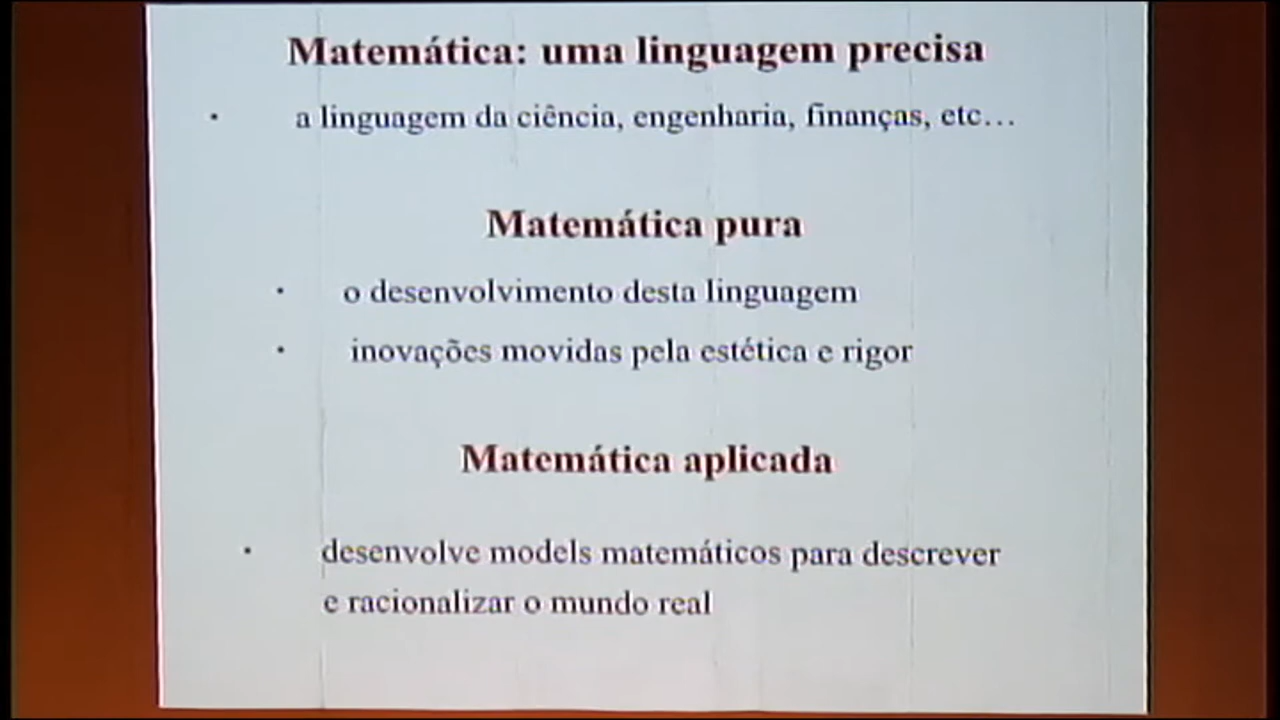 Matemática: uma linguagem precisa
• a linguagem da ciência, engenharia, finanças, etc…
Matemática pura
• o desenvolvimento desta linguagem
• inovações movidas pela estética e rigor
Matemática aplicada
• desenvolve models matemáticos para descrever
e racionalizar o mundo real